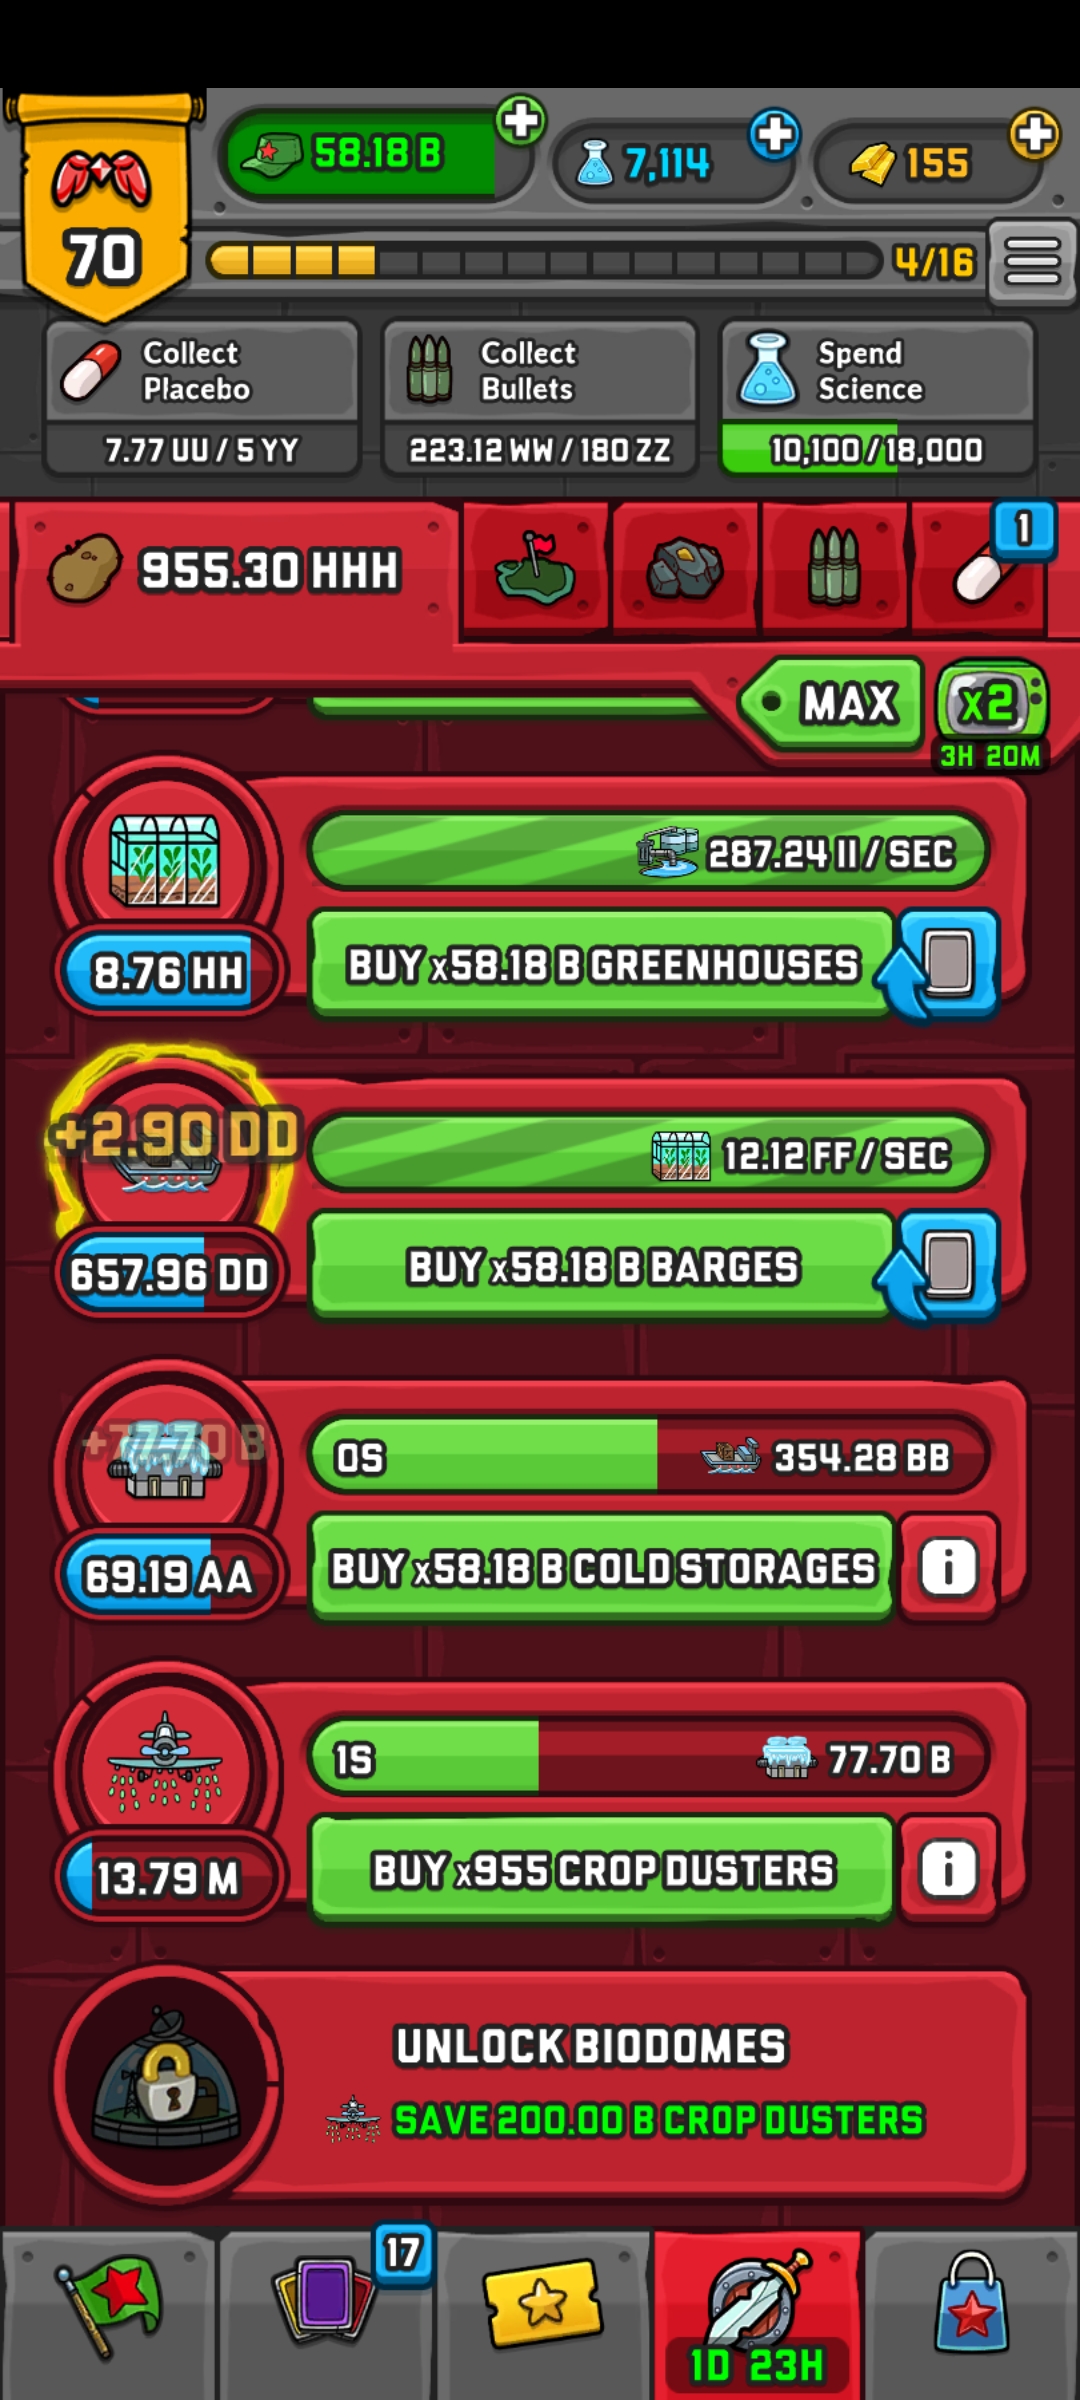 58.18 B
7,114
155
70
4/16
Collect
Placebo
7.77 UU / 5 YY
Collect
Bullets
223.12 WW / 180 ZZ
Spend
Science
10,100 / 18,000
955.30 HHH
1
MAX
x2
3H 20M
287.24 II / SEC
8.76 HH
BUY x58.18 B GREENHOUSES
+2.90 DD
12.12 FF / SEC
657.96 DD
BUY x58.18 B BARGES
+77.70 B
0S
354.28 BB
69.19 AA
BUY x58.18 B COLD STORAGES
i
1S
77.70 B
13.79 M
BUY x955 CROP DUSTERS
i
UNLOCK BIODOMES
SAVE 200.00 B CROP DUSTERS
17
1D 23H